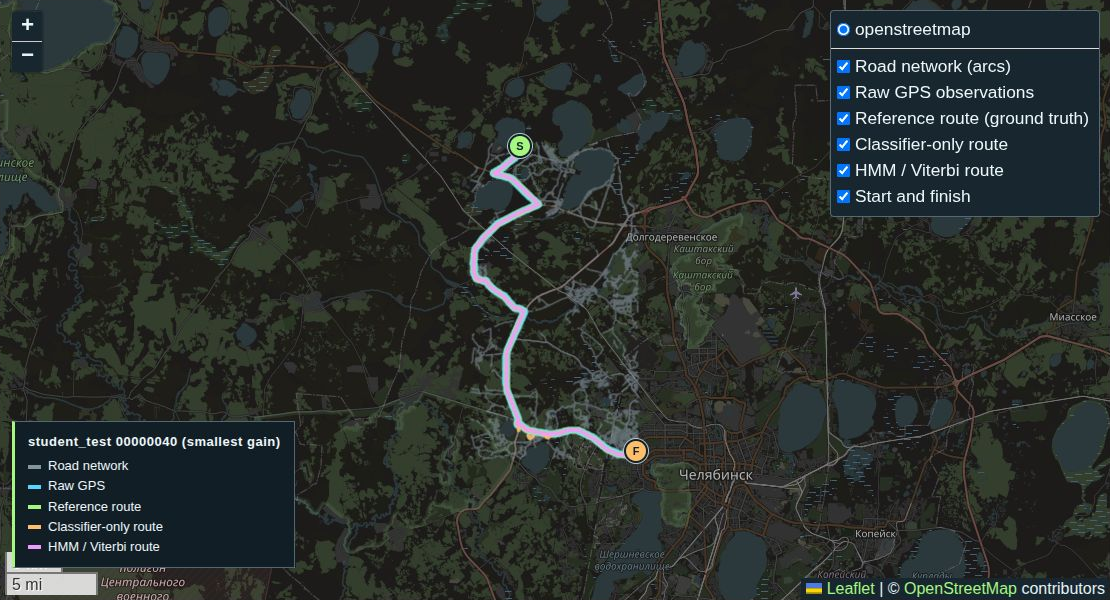 +
−
openstreetmap
Road network (arcs)
Raw GPS observations
Reference route (ground truth)
Classifier-only route
HMM / Viterbi route
Start and finish
S
Долгодеревенское
Каштакский
бор
Каштакский
бор
Миасское
F
Челябинск
Копейск
Шершневское
водохранилище
student_test 00000040 (smallest gain)
Road network
Raw GPS
Reference route
Classifier-only route
HMM / Viterbi route
5 mi
Центрального
военного
Leaflet | © OpenStreetMap contributors